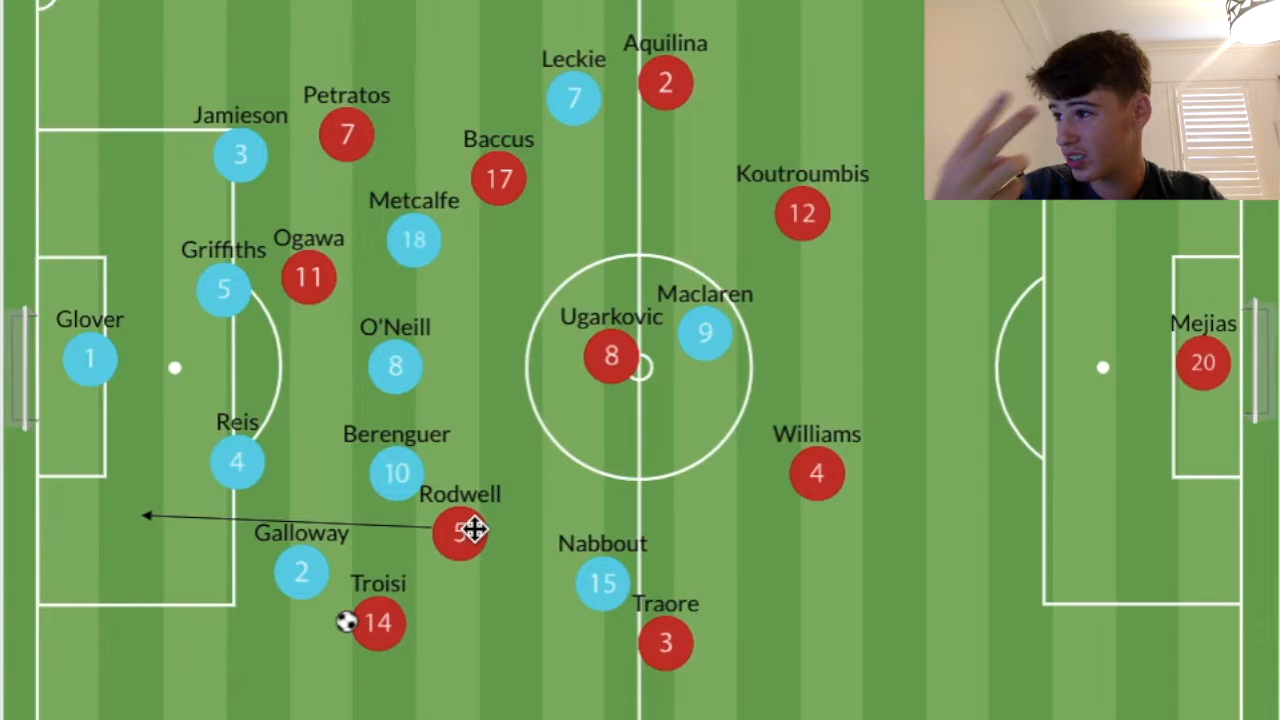 Aquilina
2
Leckie
7
Petratos
7
Jamieson
3
Baccus
17
Koutroumbis
12
Metcalfe
18
Griffiths
5
Ogawa
11
Maclaren
9
Ugarkovic
8
Glover
1
O'Neill
8
Mejias
20
Reis
4
Berenguer
10
Williams
4
Rodwell
5
Galloway
2
Nabbout
15
Troisi
14
Traore
3